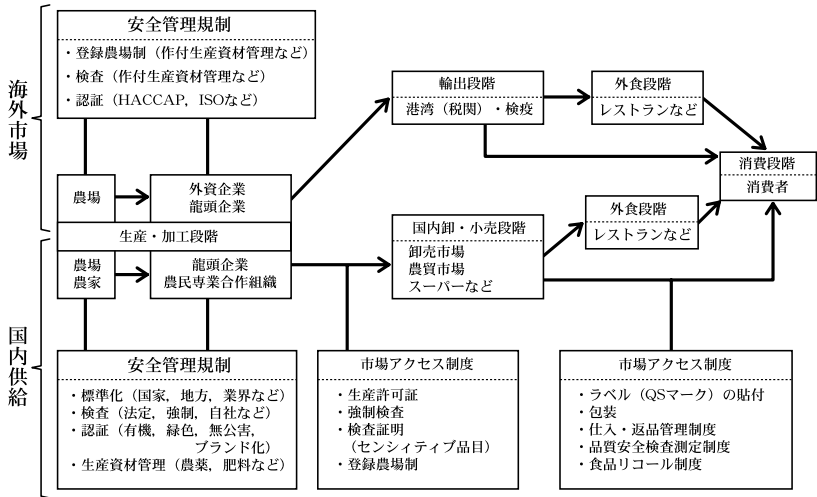 海外市場
安全管理規制
・登録農場制（作付生産資材管理など）
・検査（作付生産資材管理など）
・認証（HACCAP，ISOなど）
農場
外資企業
龍頭企業
生産・加工段階
輸出段階
港湾（税関）・検疫
外食段階
レストランなど
消費段階
消費者
国内供給
農場
農家
龍頭企業
農民専業合作組織
国内卸・小売段階
卸売市場
農貿市場
スーパーなど
外食段階
レストランなど
安全管理規制
・標準化（国家，地方，業界など）
・検査（法定，強制，自社など）
・認証（有機，緑色，無公害，
ブランド化）
・生産資材管理（農薬，肥料など）
市場アクセス制度
・生産許可証
・強制検査
・検査証明
（センシィティブ品目）
・登録農場制
市場アクセス制度
・ラベル（QSマーク）の貼付
・包装
・仕入・返品管理制度
・品質安全検査測定制度
・食品リコール制度